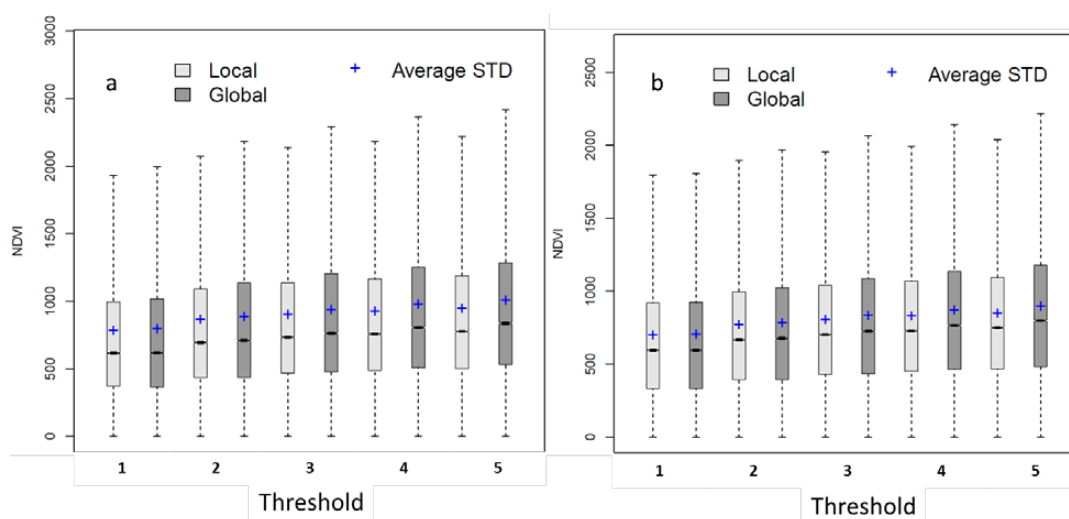 3000
2500
2000
1500
1000
500
0
NDVI
a
Local
Global
+ Average STD
1 2 3 4 5
Threshold
2500
2000
1500
1000
500
0
NDVI
b
Local
Global
+ Average STD
1 2 3 4 5
Threshold